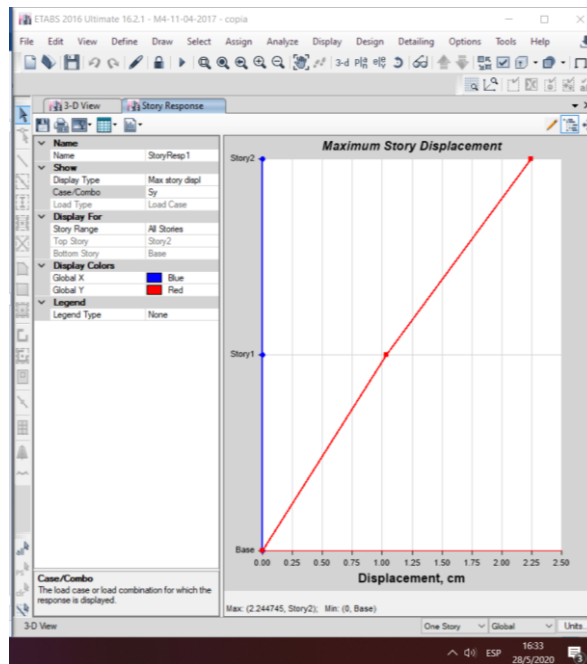 ETABS 2016 Ultimate 16.2.1 - M4-11-04-2017 - copia
File Edit View Define Draw Select Assign Analyze Display Design Detailing Options Tools Help
3-d
3-D View Story Response
Name
Name StoryResp1
Show
Display Type Max story displ
Case/Combo Sy
Load Type Load Case
Display For
Story Range All Stories
Top Story Story2
Bottom Story Base
Display Colors
Global X Blue
Global Y Red
Legend
Legend Type None
Case/Combo
The load case or load combination for which the
response is displayed.
Maximum Story Displacement
Story2
Story1
Base
0.00 0.25 0.50 0.75 1.00 1.25 1.50 1.75 2.00 2.25 2.50
Displacement, cm
Max: (2.244745, Story2); Min: (0, Base)
3-D View One Story Global Units...
ESP 16:33
28/5/2020